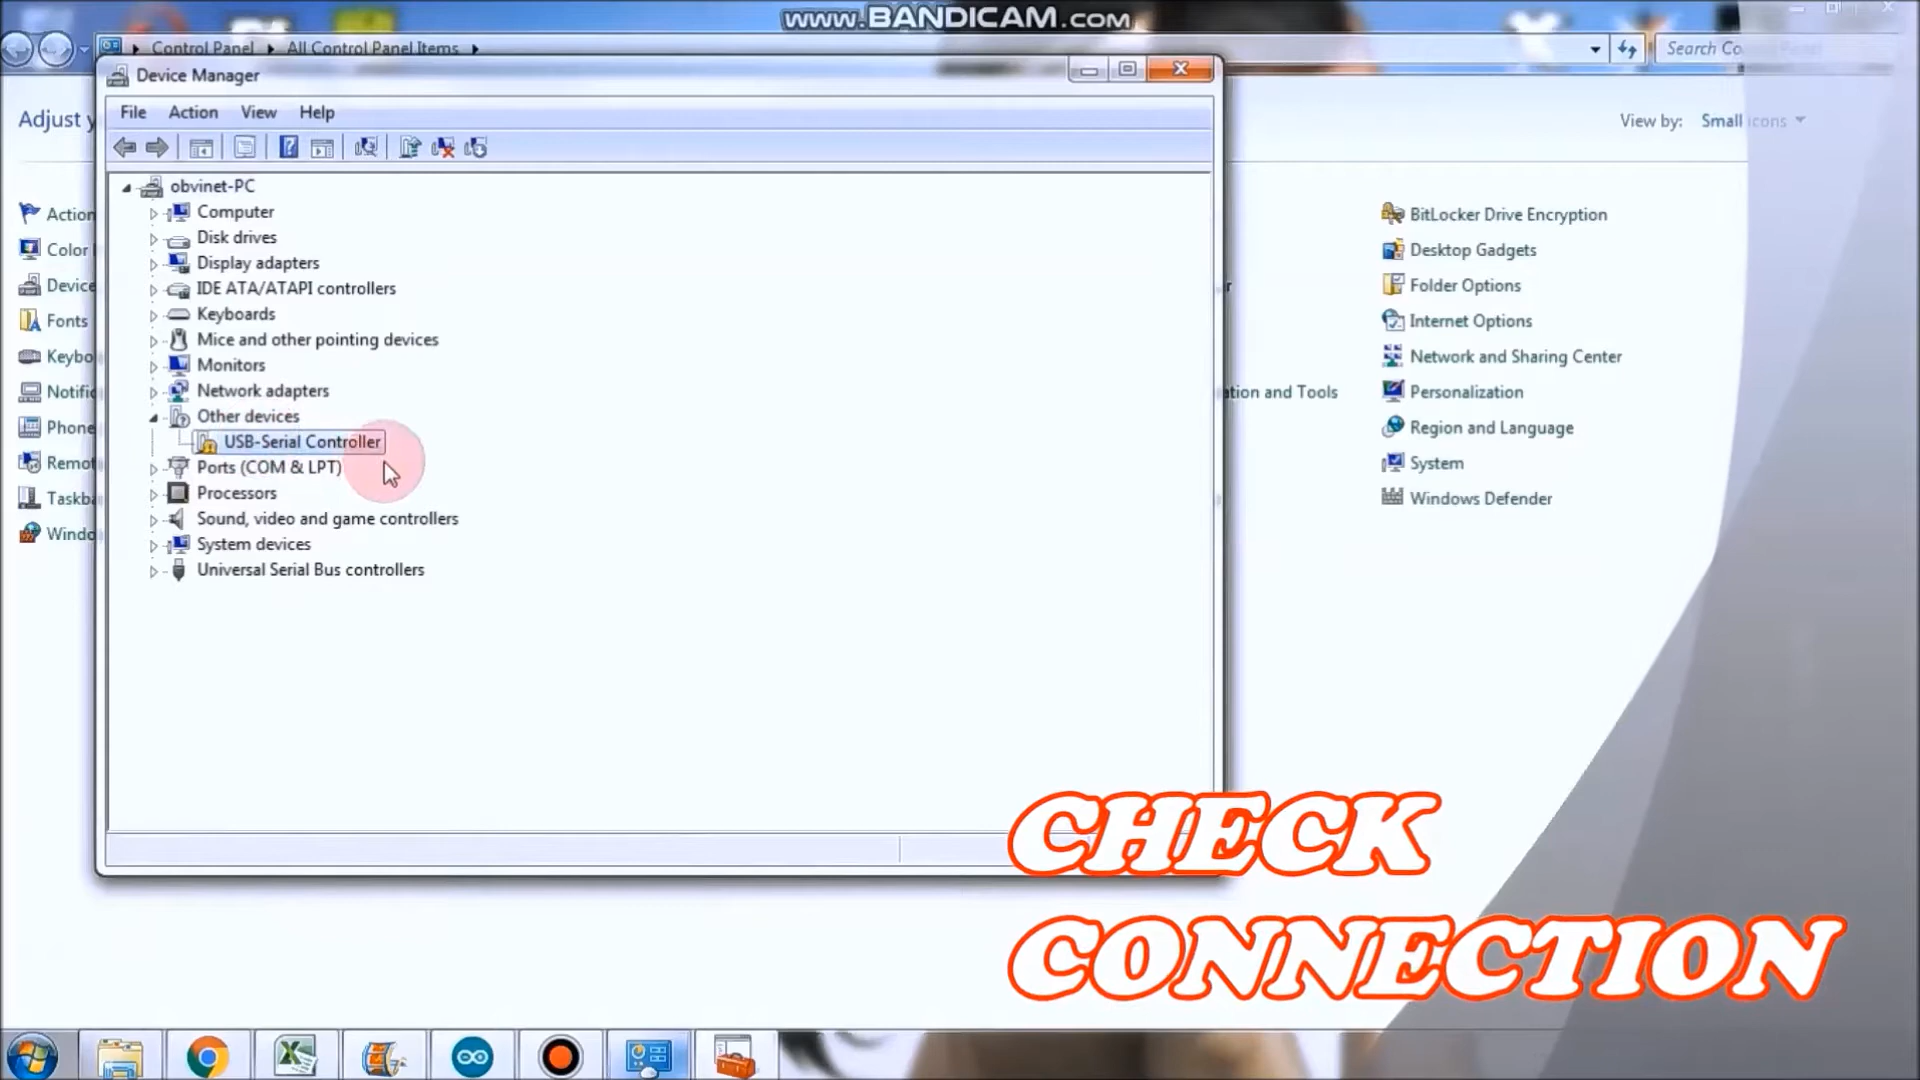 www.BANDICAM.com
Control Panel All Control Panel Items
Search Co
Device Manager
File Action View Help
Adjust y
View by: Small icons
obvinet-PC
Computer
Disk drives
Display adapters
IDE ATA/ATAPI controllers
Keyboards
Mice and other pointing devices
Monitors
Network adapters
Other devices
USB-Serial Controller
Ports (COM & LPT)
Processors
Sound, video and game controllers
System devices
Universal Serial Bus controllers
Action
Color
Device
Fonts
Keybo
Notific
Phone
Remot
Taskba
Windo
r
ation and Tools
BitLocker Drive Encryption
Desktop Gadgets
Folder Options
Internet Options
Network and Sharing Center
Personalization
Region and Language
System
Windows Defender
CHECK
CONNECTION